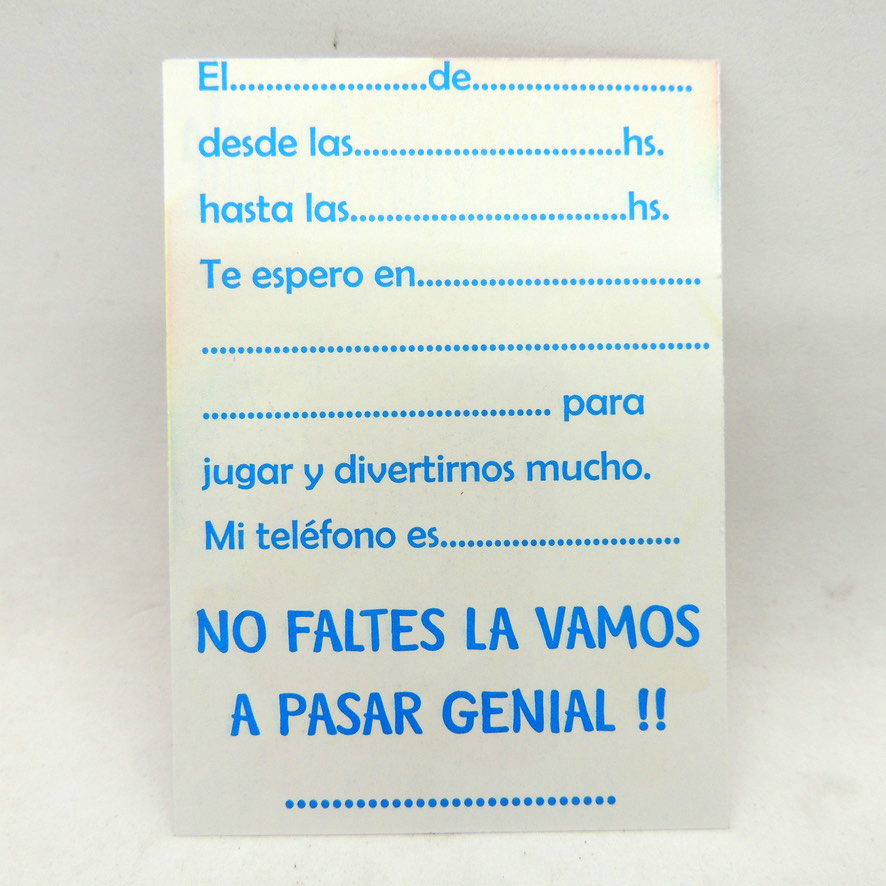 El......................de.........................
desde las..............................hs.
hasta las...............................hs.
Te espero en................................
.........................................................
....................................... para
jugar y divertirnos mucho.
Mi teléfono es...........................
NO FALTES LA VAMOS
A PASAR GENIAL !!
............................